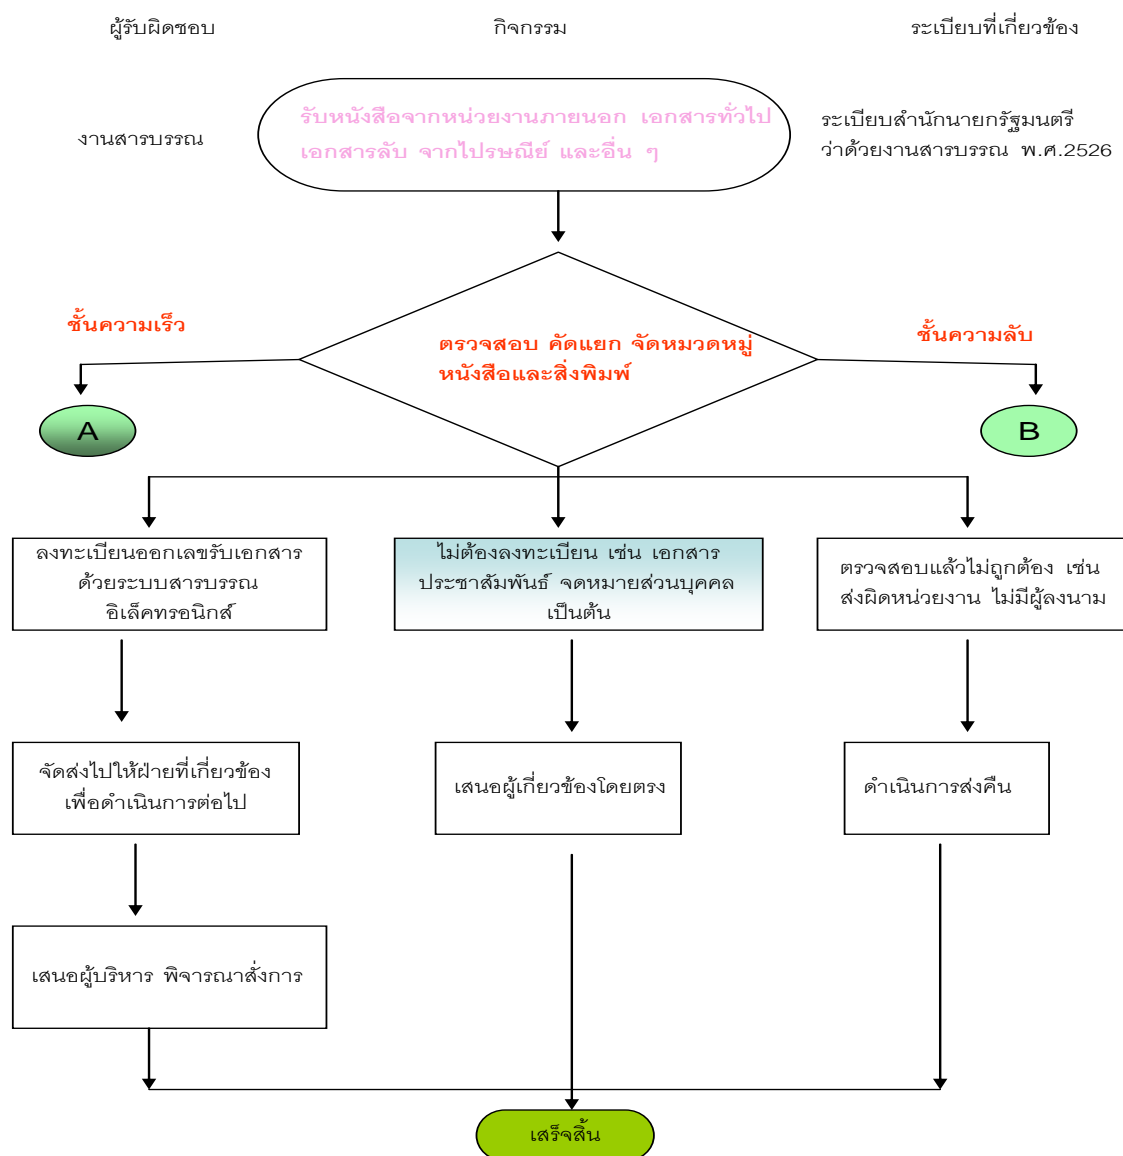 ผู้รับผิดชอบ
กิจกรรม
ระเบียบที่เกี่ยวข้อง
งานสารบรรณ
รับหนังสือจากหน่วยงานภายนอก เอกสารทั่วไป
เอกสารลับ จากไปรษณีย์ และอื่น ๆ
ระเบียบสำนักนายกรัฐมนตรี
ว่าด้วยงานสารบรรณ พ.ศ.2526
ชั้นความเร็ว
ตรวจสอบ คัดแยก จัดหมวดหมู่
หนังสือและสิ่งพิมพ์
ชั้นความลับ
A
B
ลงทะเบียนออกเลขรับเอกสาร
ด้วยระบบสารบรรณ
อิเล็คทรอนิกส์
ไม่ต้องลงทะเบียน เช่น เอกสาร
ประชาสัมพันธ์ จดหมายส่วนบุคคล
เป็นต้น
ตรวจสอบแล้วไม่ถูกต้อง เช่น
ส่งผิดหน่วยงาน ไม่มีผู้ลงนาม
จัดส่งไปให้ฝ่ายที่เกี่ยวข้อง
เพื่อดำเนินการต่อไป
เสนอผู้เกี่ยวข้องโดยตรง
ดำเนินการส่งคืน
เสนอผู้บริหาร พิจารณาสั่งการ
เสร็จสิ้น